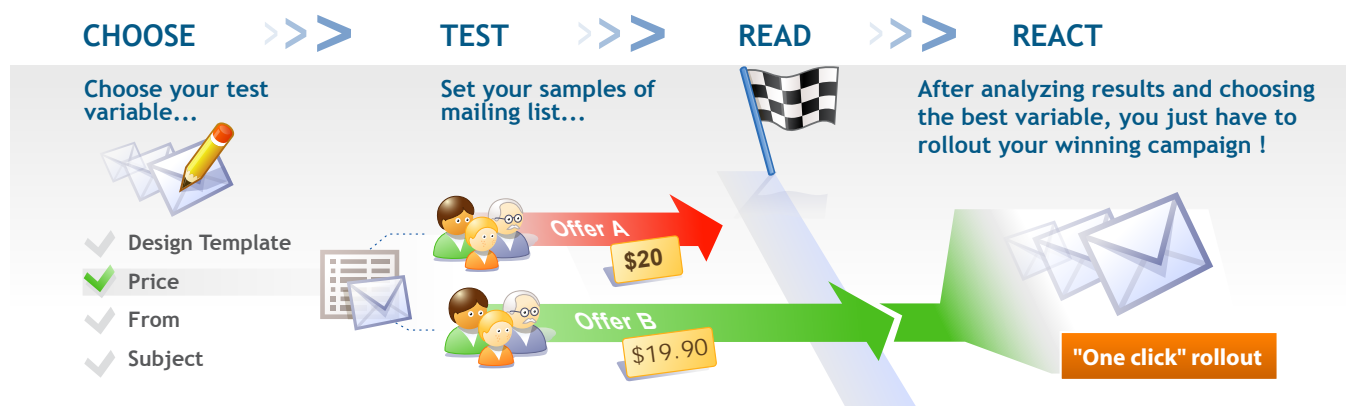 CHOOSE >>> TEST >>> READ >>> REACT
Choose your test
variable...
Set your samples of
mailing list...
After analyzing results and choosing
the best variable, you just have to
rollout your winning campaign !
Design Template
Price
From
Subject
Offer A
$20
Offer B
$19.90
"One click" rollout